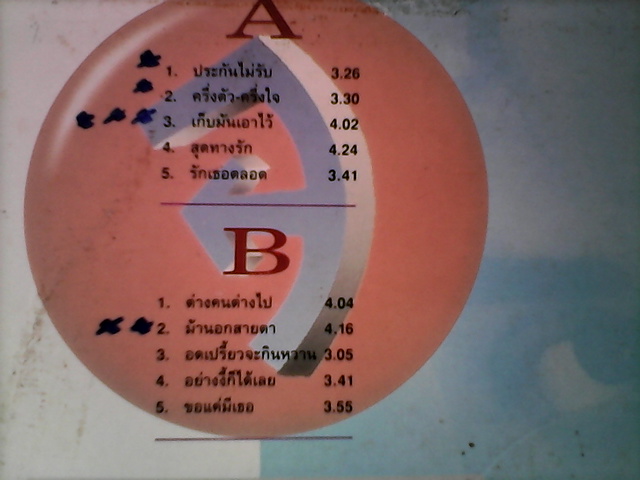 A
1. ประกันไม่รับ 3.26
2. ครึ่งตัว-ครึ่งใจ 3.30
3. เก็บมันเอาไว้ 4.02
4. สุดทางรัก 4.24
5. รักเธอตลอด 3.41
B
1. ต่างคนต่างไป 4.04
2. ม้านอกสายตา 4.16
3. อดเปรี้ยวจะกินหวาน 3.05
4. อย่างงี้ก็ได้เลย 3.41
5. ขอแค่มีเธอ 3.55